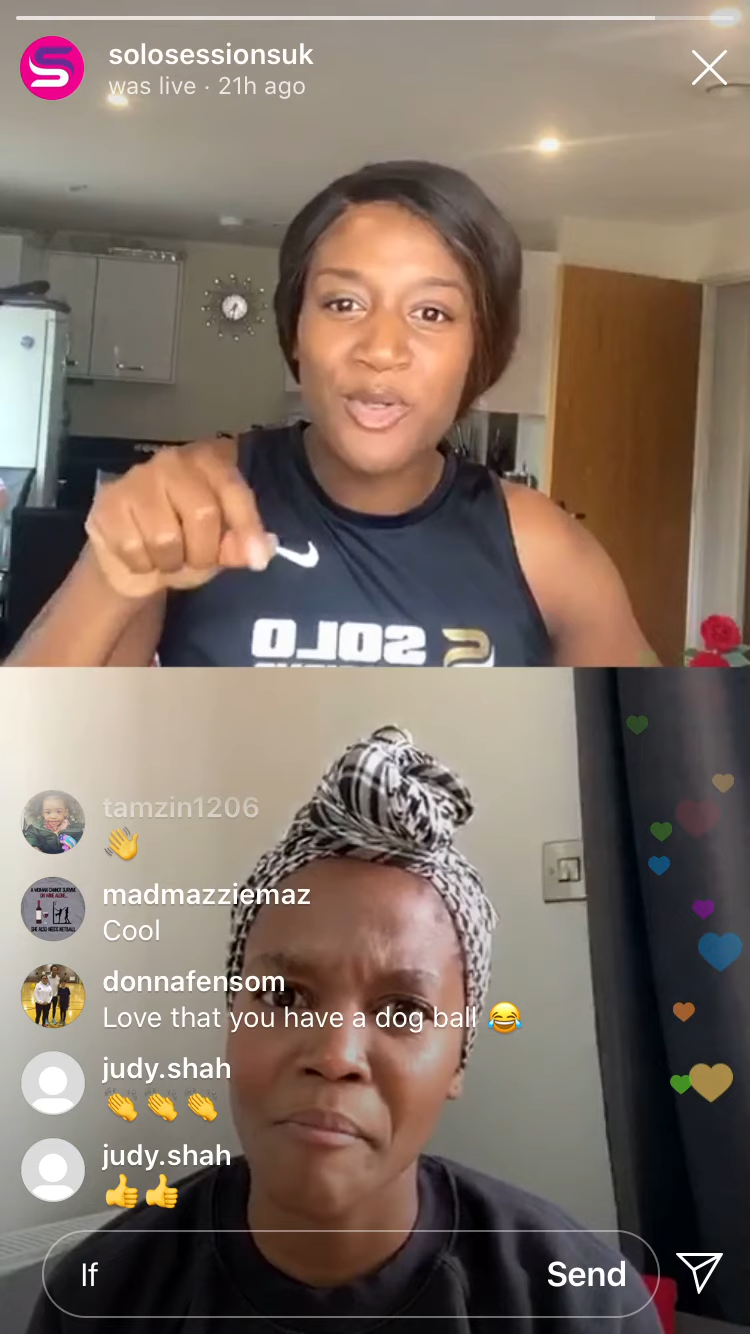 solosessionsuk
was live · 21h ago
SOLO
tamzin1206
👋
madmazziemaz
Cool
donnafensom
Love that you have a dog ball 😂
judy.shah
👏👏👏
judy.shah
👍👍
If
Send